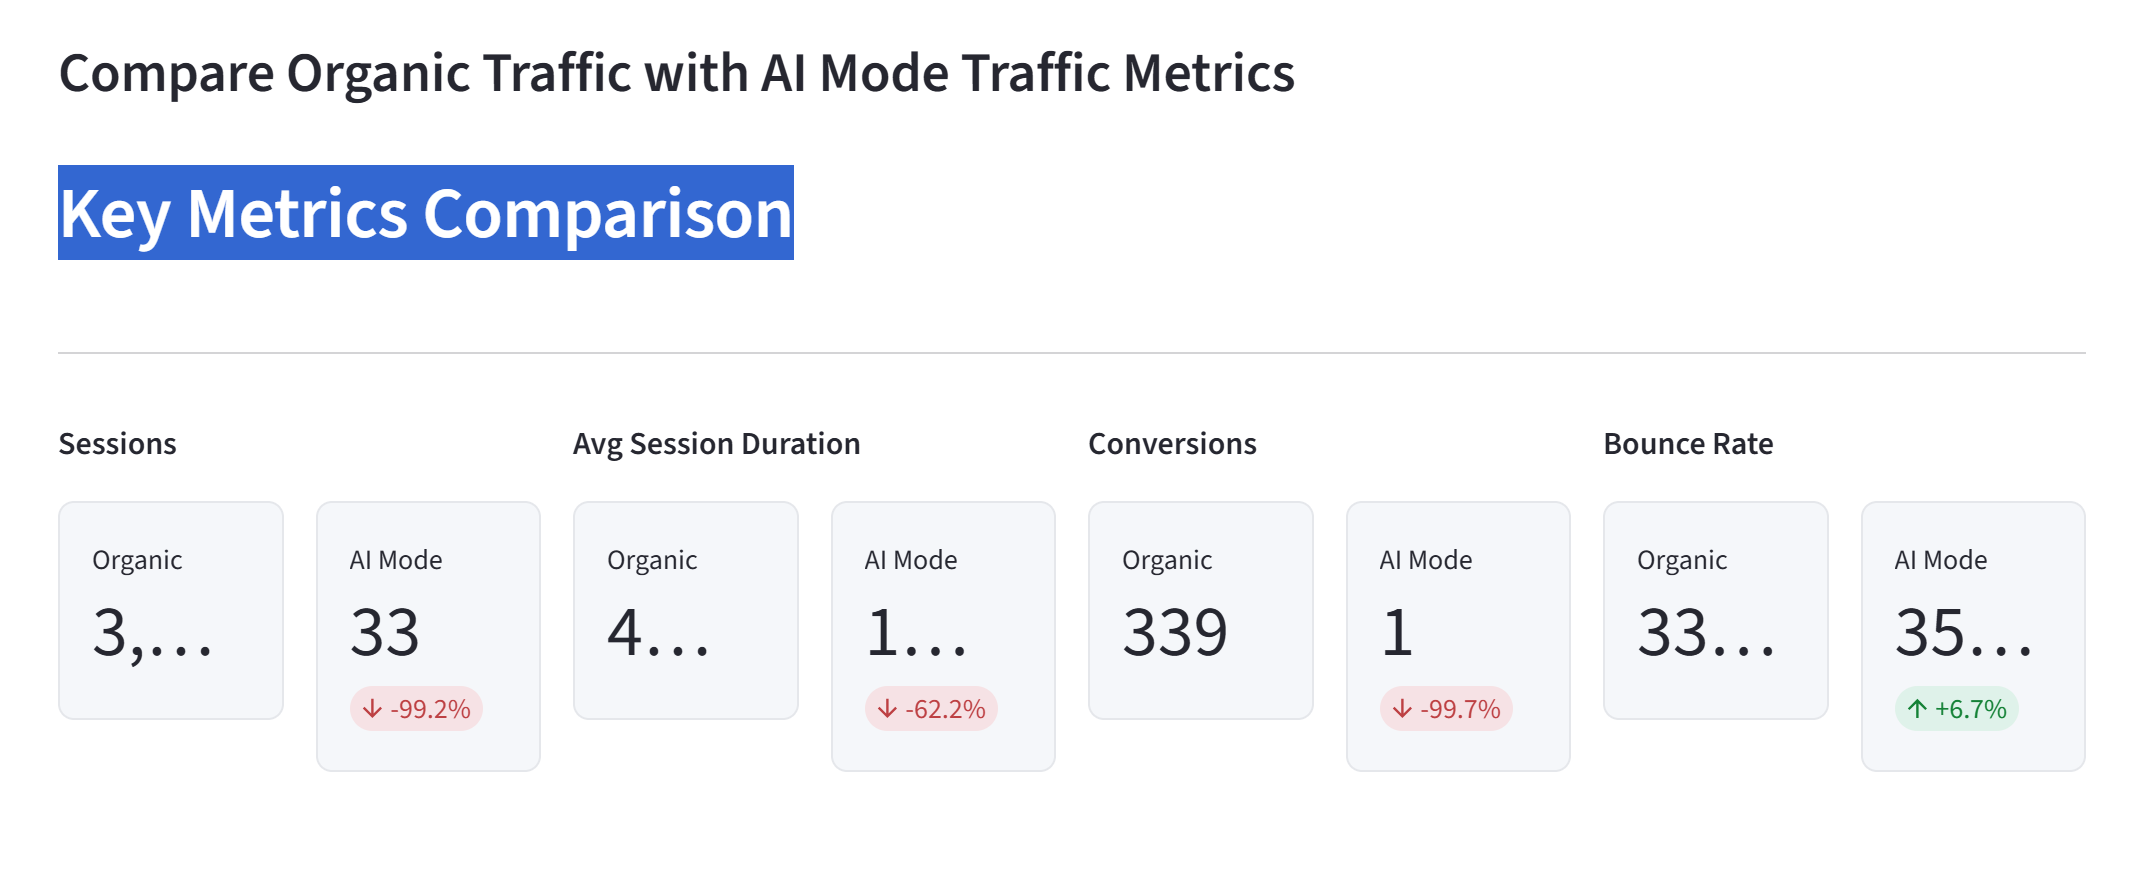 Compare Organic Traffic with AI Mode Traffic Metrics
Key Metrics Comparison
Sessions
Avg Session Duration
Conversions
Bounce Rate
Organic
3,…
AI Mode
33
↓ -99.2%
Organic
4…
AI Mode
1…
↓ -62.2%
Organic
339
AI Mode
1
↓ -99.7%
Organic
33…
AI Mode
35…
↑ +6.7%